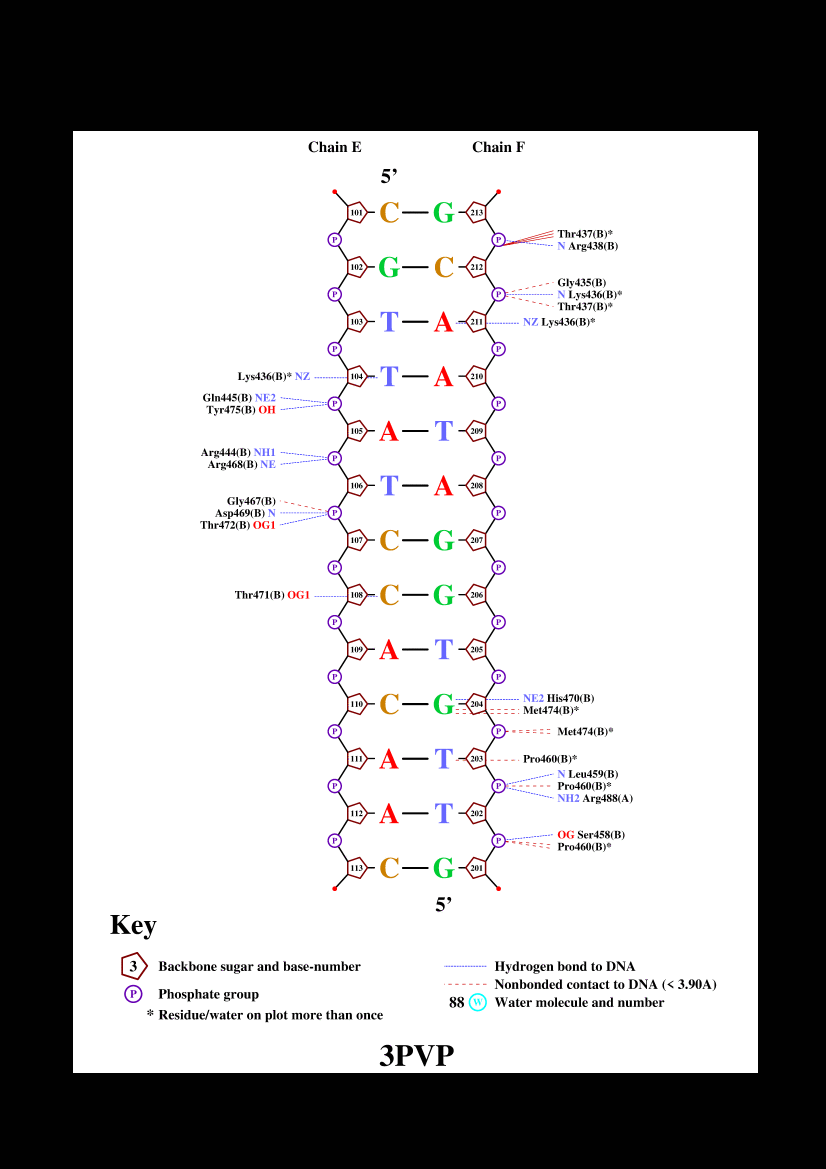 Chain E Chain F
5’
101 C G 213
P P Thr437(B)*
N Arg438(B)
102 G C 212
Gly435(B)
P P N Lys436(B)*
Thr437(B)*
103 T A 211 NZ Lys436(B)*
P P
Lys436(B)* NZ 104 T A 210
Gln445(B) NE2 P P
Tyr475(B) OH
105 A T 209
Arg444(B) NH1 P P
Arg468(B) NE
106 T A 208
Gly467(B)
Asp469(B) N P P
Thr472(B) OG1
107 C G 207
P P
Thr471(B) OG1 108 C G 206
P P
109 A T 205
P P
NE2 His470(B)
110 C G 204
Met474(B)*
P P Met474(B)*
111 A T 203 Pro460(B)*
N Leu459(B)
P P Pro460(B)*
NH2 Arg488(A)
112 A T 202
OG Ser458(B)
P P Pro460(B)*
113 C G 201
5’
Key
3 Backbone sugar and base-number
P Phosphate group
* Residue/water on plot more than once
Hydrogen bond to DNA
Nonbonded contact to DNA (< 3.90A)
88 W Water molecule and number
3PVP